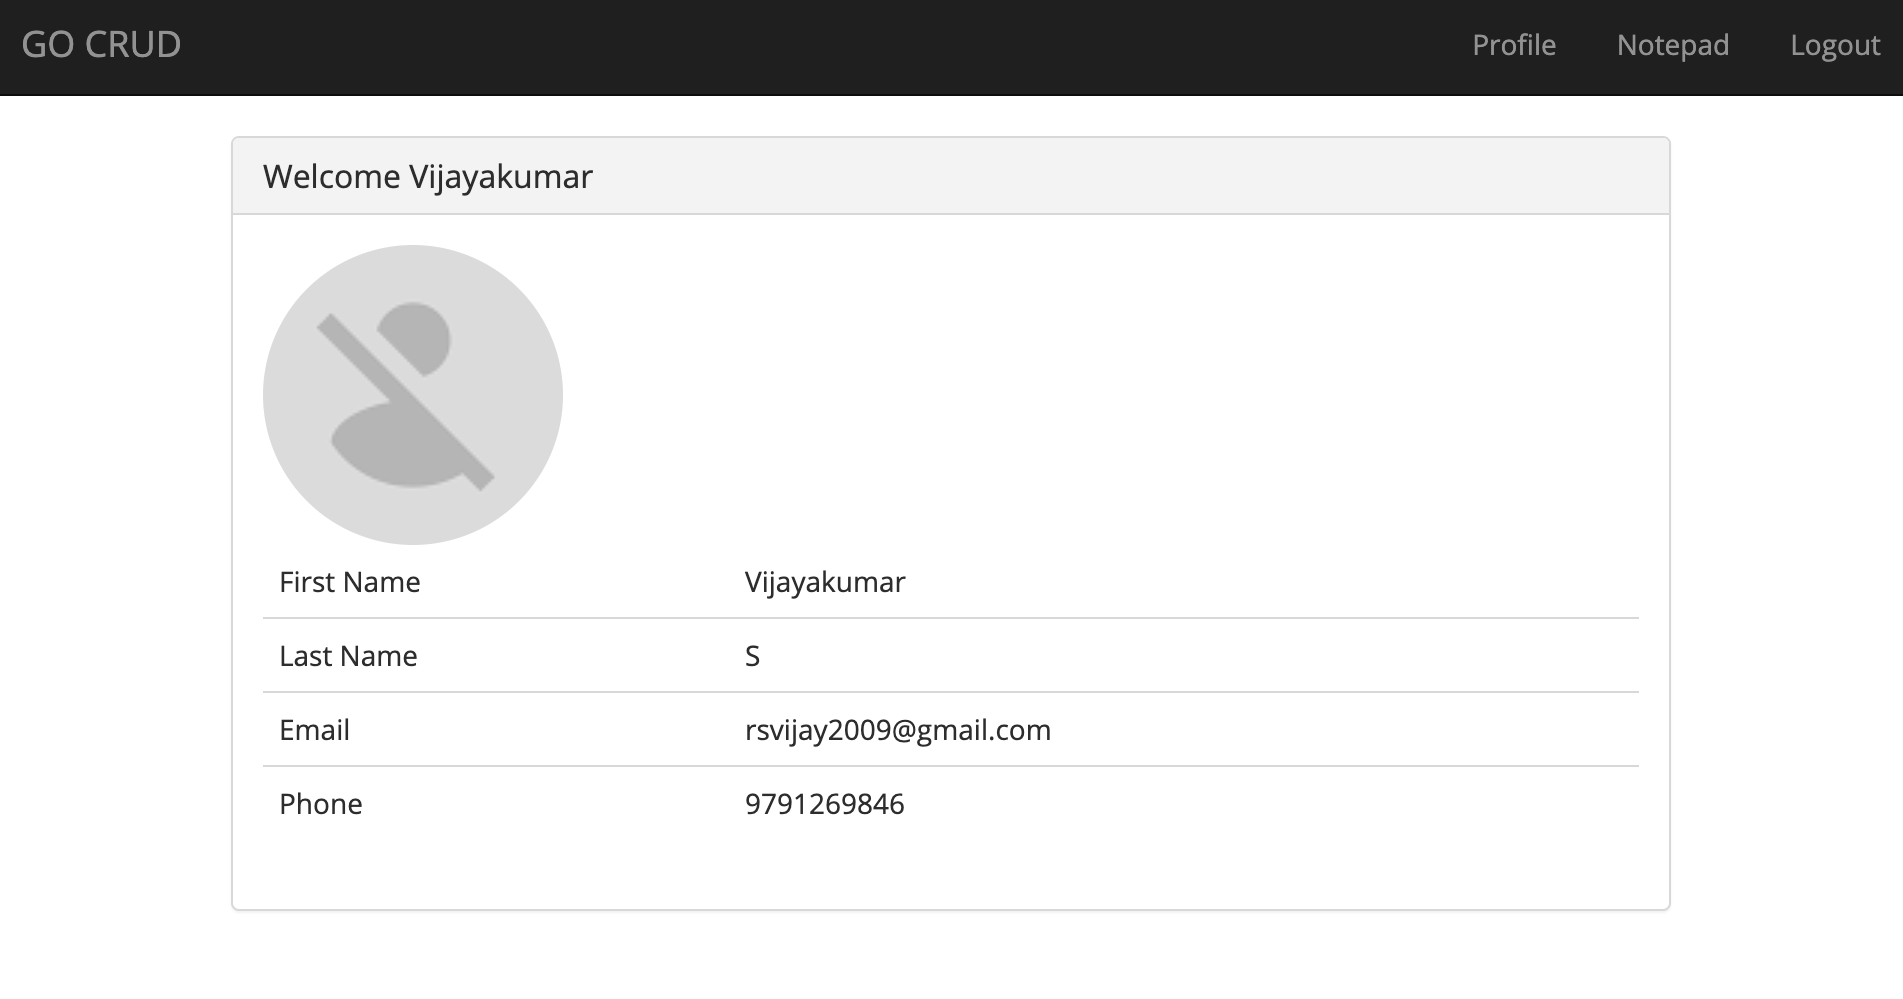 GO CRUD Profile Notepad Logout
Welcome Vijayakumar
First Name Vijayakumar
Last Name S
Email rsvijay2009@gmail.com
Phone 9791269846